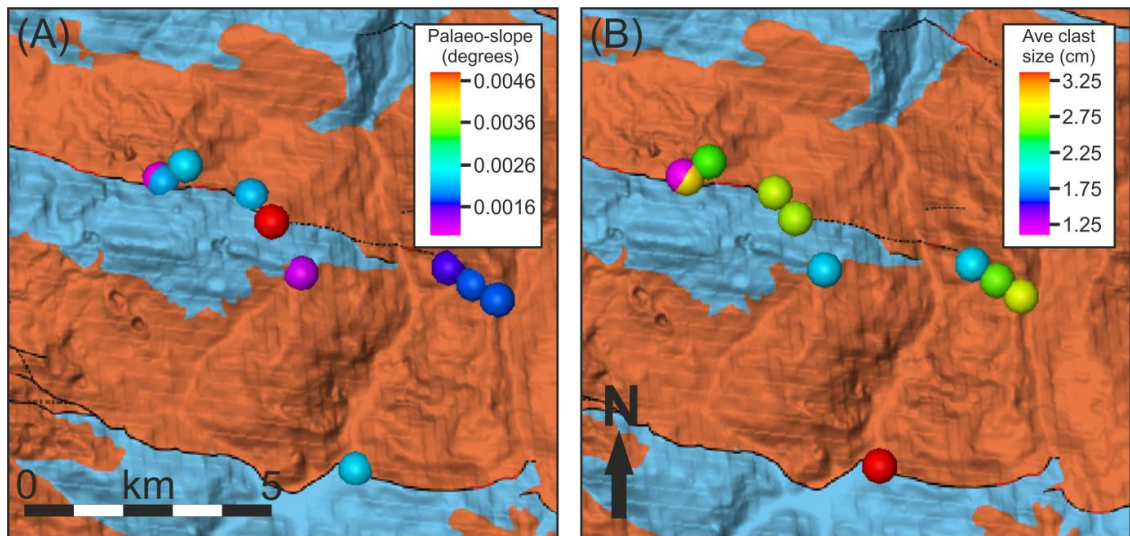 (A)
Palaeo-slope
(degrees)
0.0046
0.0036
0.0026
0.0016
0 km 5
(B)
Ave clast
size (cm)
3.25
2.75
2.25
1.75
1.25
N